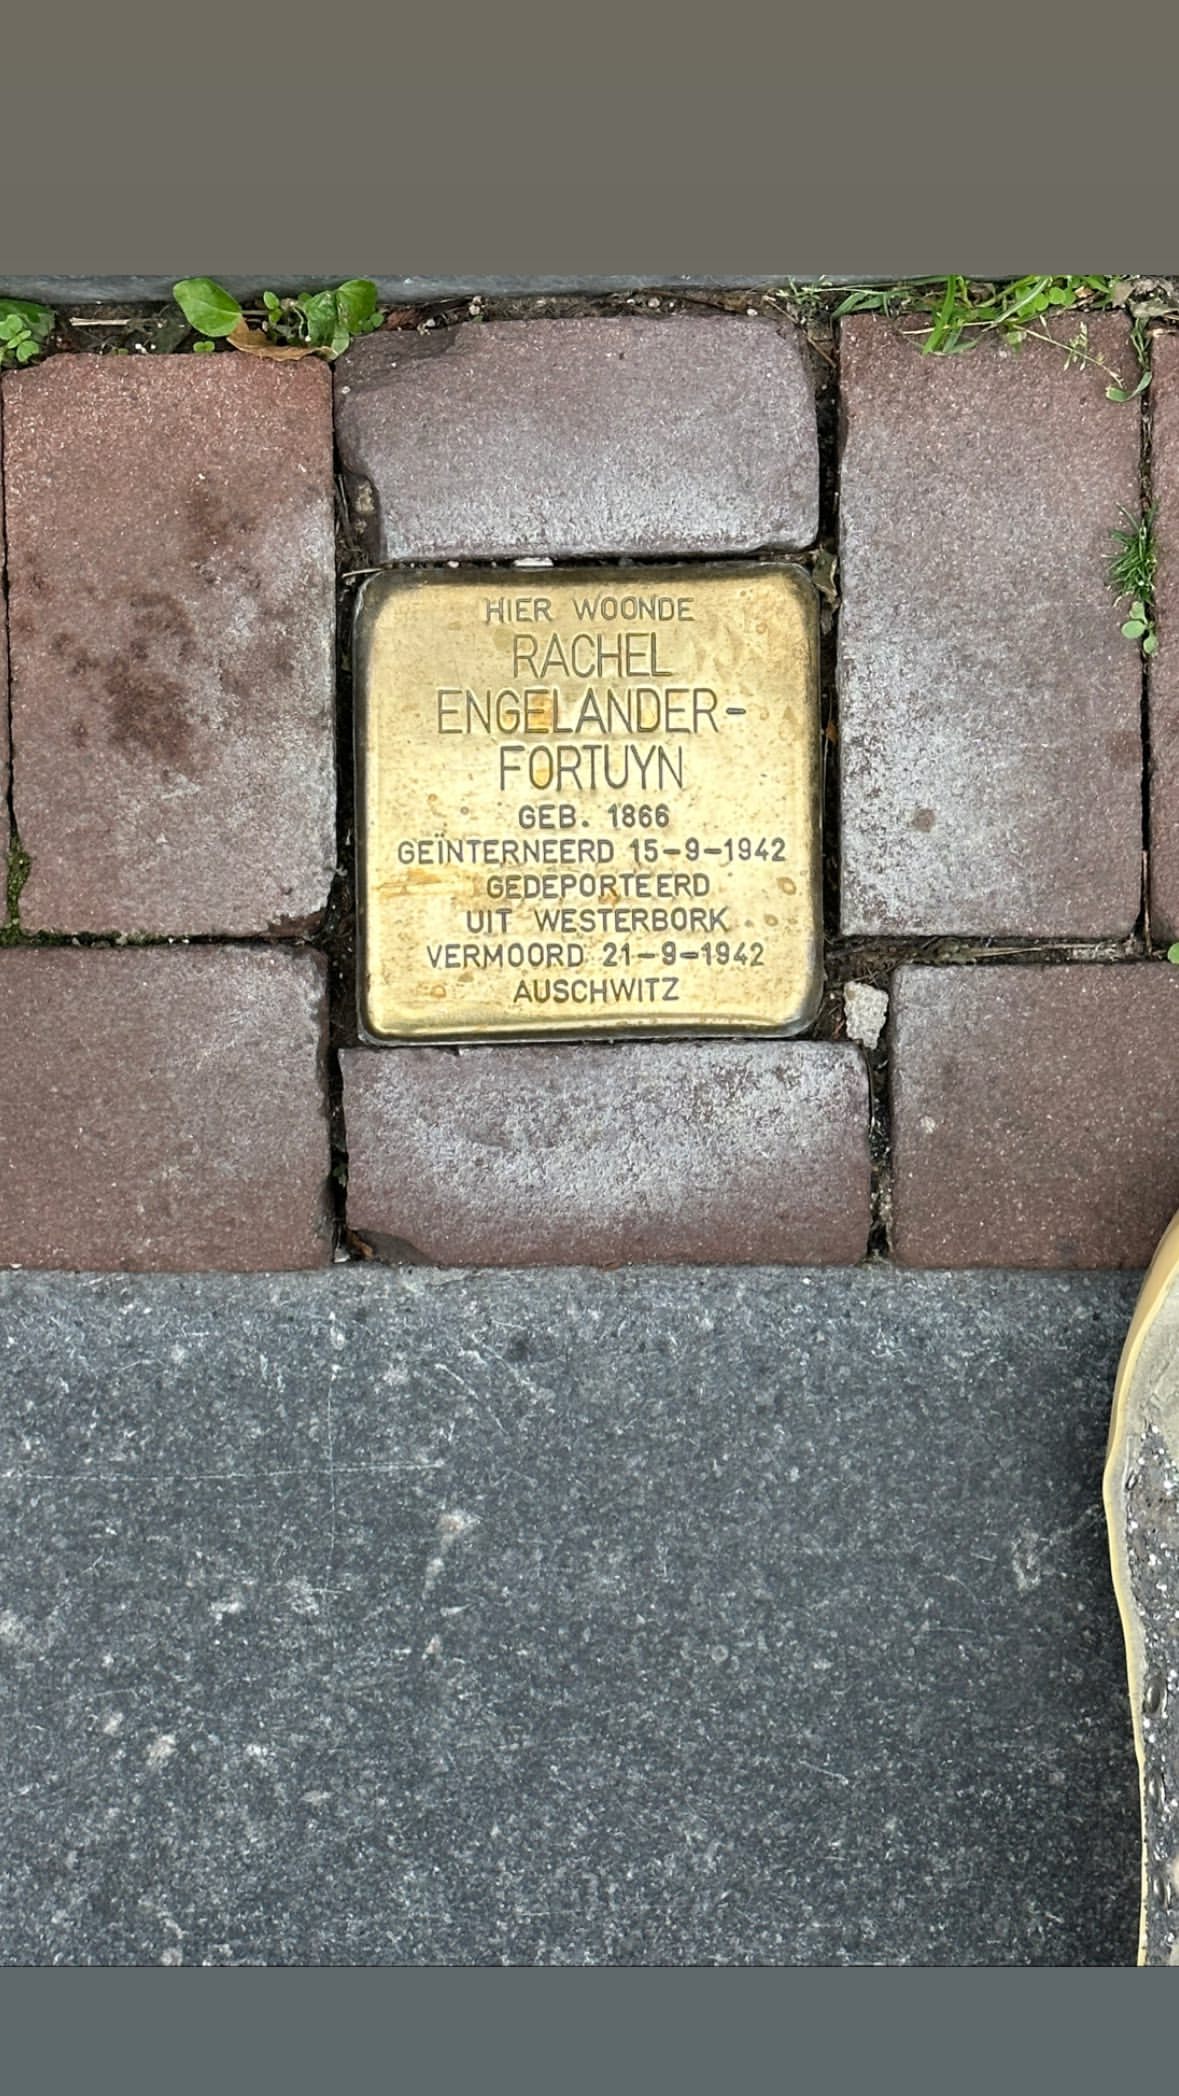 HIER WOONDE
RACHEL
ENGELANDER-
FORTUYN
GEB. 1866
GEÏNTERNEERD 15-9-1942
GEDEPORTEERD
UIT WESTERBORK
VERMOORD 21-9-1942
AUSCHWITZ